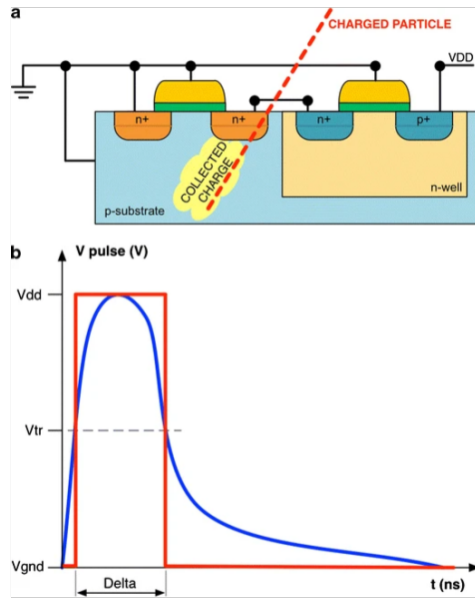 a
CHARGED PARTICLE
VDD
n+
n+
n+
p+
COLLECTED
CHARGE
n-well
p-substrate
b
V pulse (V)
Vdd
Vtr
Vgnd
Delta
t (ns)